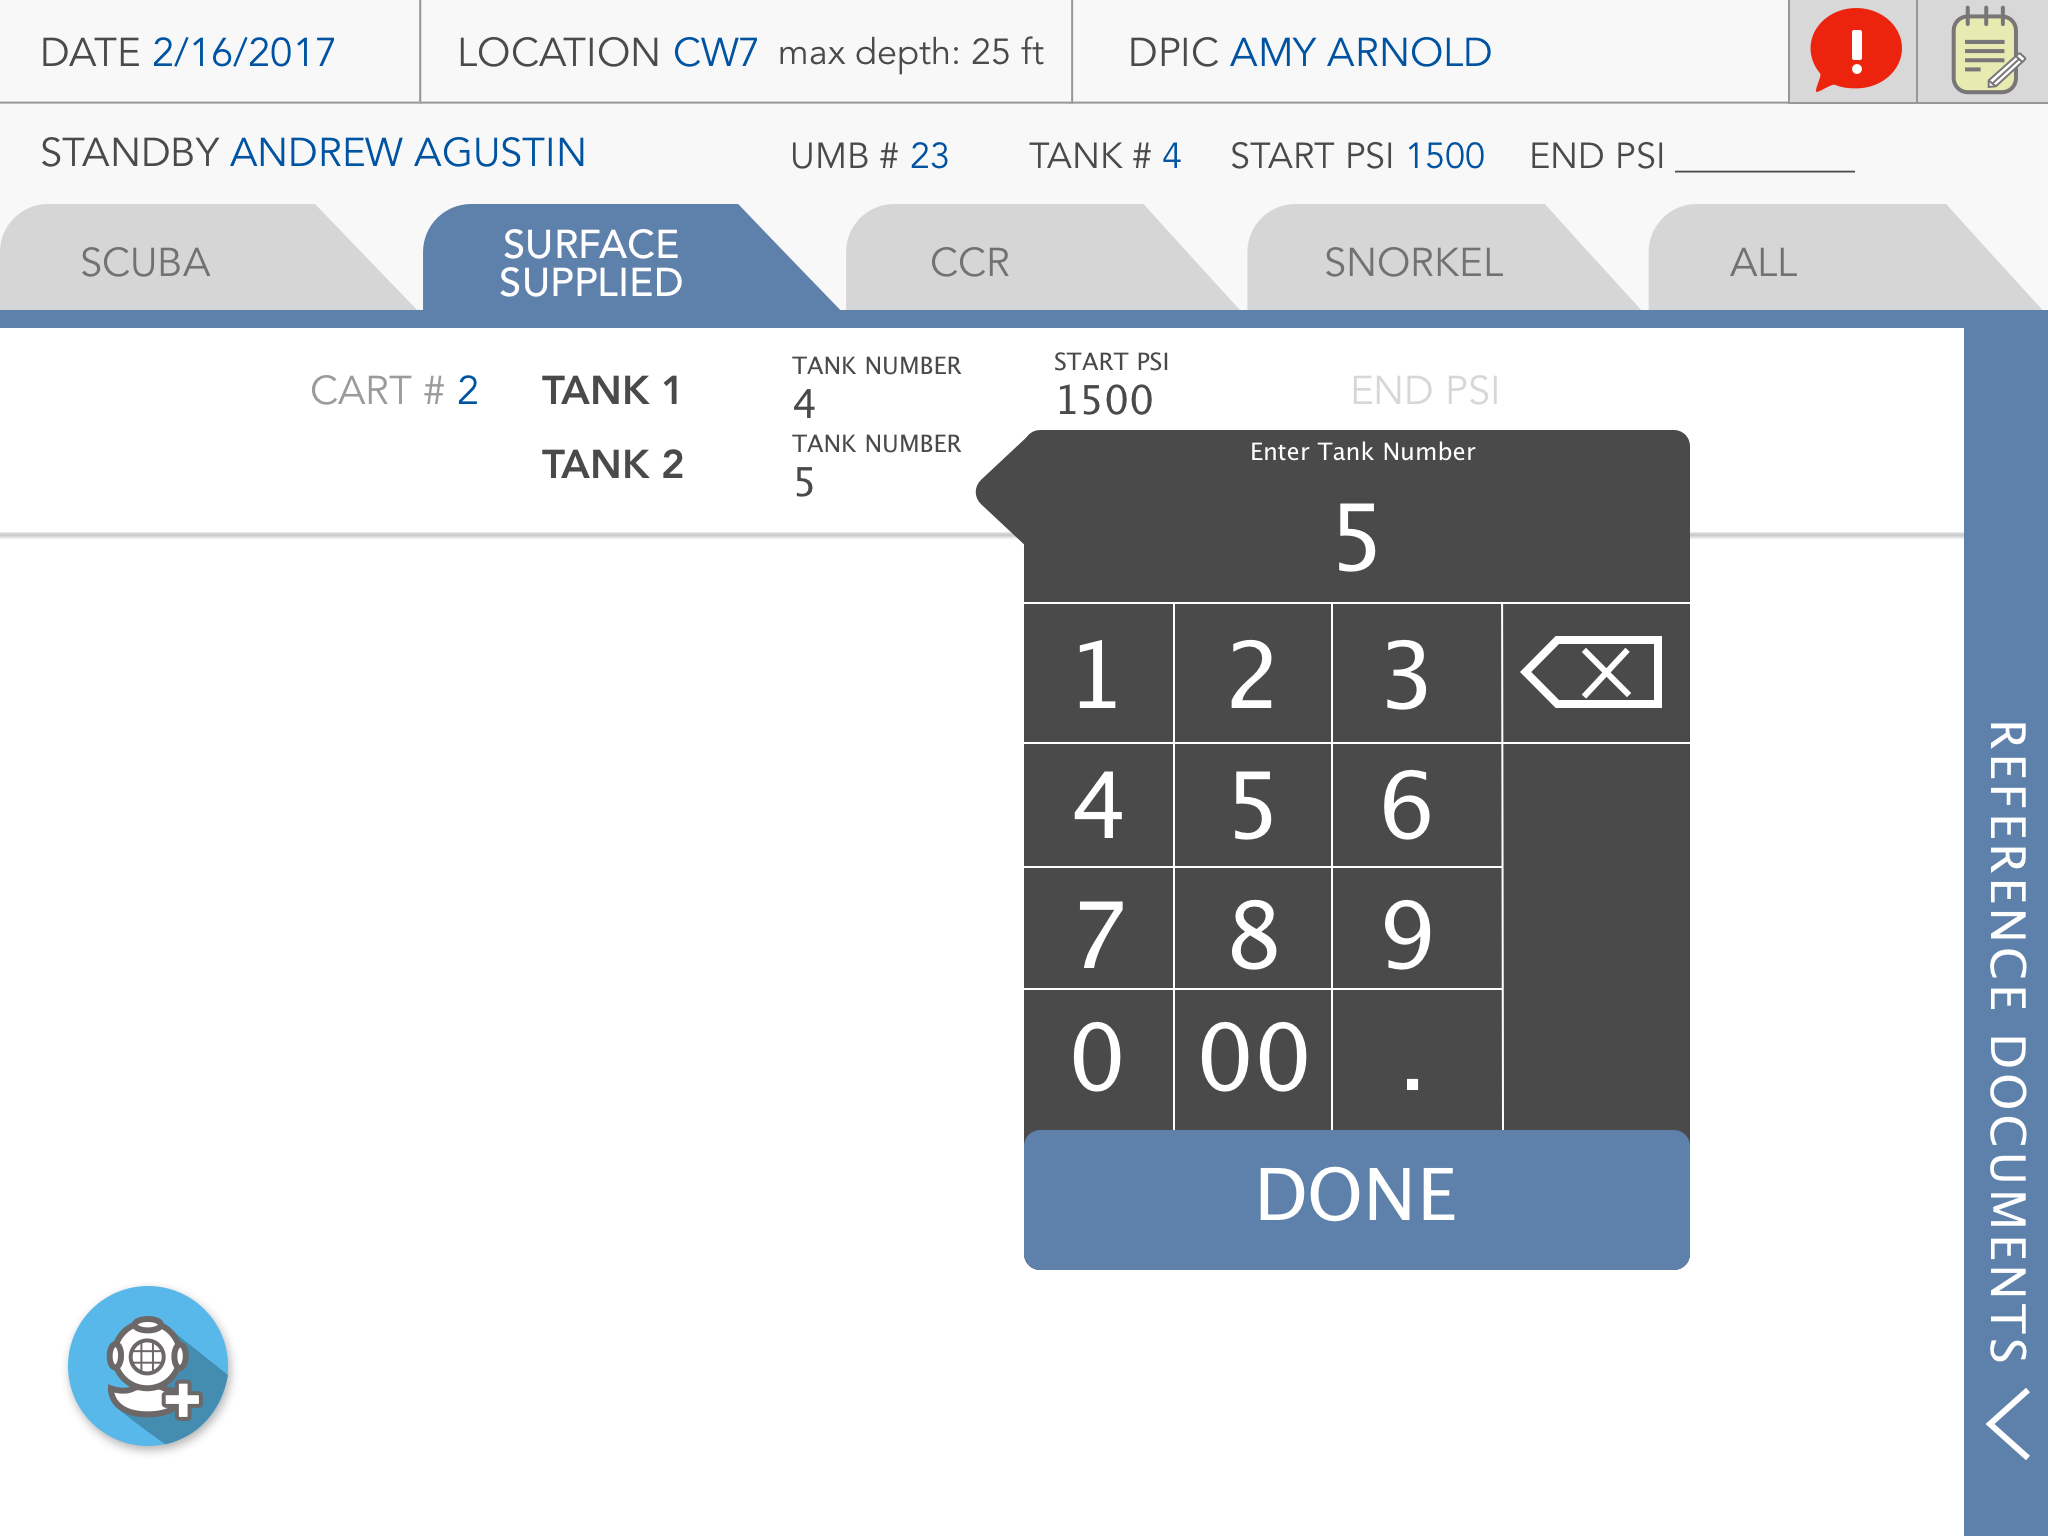 DATE 2/16/2017
LOCATION CW7 max depth: 25 ft
DPIC AMY ARNOLD
STANDBY ANDREW AGUSTIN
UMB # 23
TANK # 4
START PSI 1500
END PSI
SCUBA
SURFACE
SUPPLIED
CCR
SNORKEL
ALL
CART # 2
TANK 1
TANK NUMBER
4
START PSI
1500
END PSI
TANK 2
TANK NUMBER
5
Enter Tank Number
5
1 2 3
4 5 6
7 8 9
0 00 .
DONE
REFERENCE DOCUMENTS